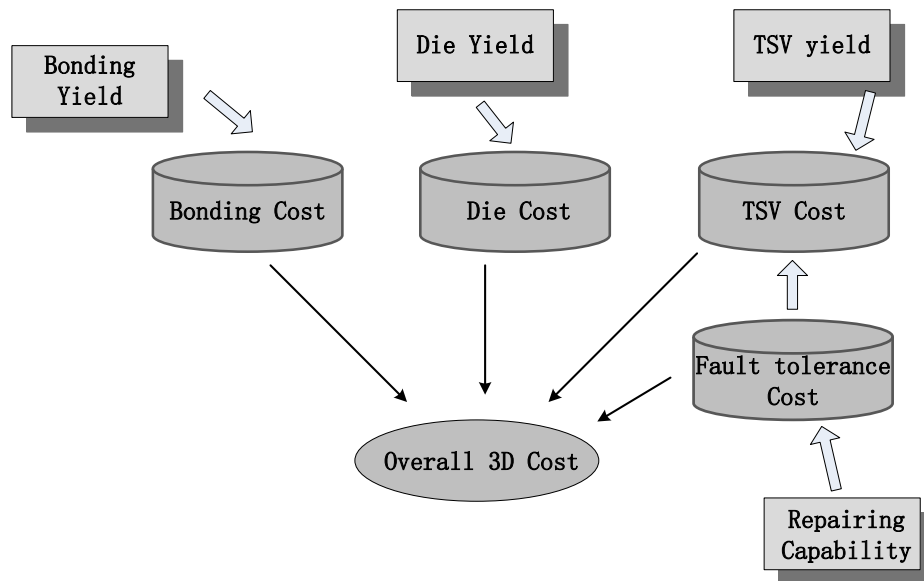 Bonding
Yield
Die Yield
TSV yield
Bonding Cost
Die Cost
TSV Cost
Fault tolerance
Cost
Overall 3D Cost
Repairing
Capability